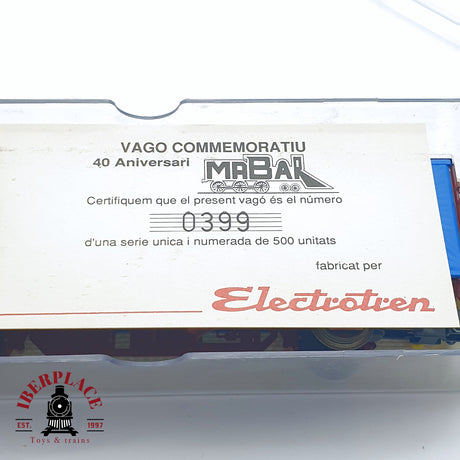 VAGO COMMEMORATIU
40 Aniversari MABAR
Certifiquem que el present vagó és el número
0399
d'una serie unica i numerada de 500 unitats
fabricat per
Electrotren
IBERPLACE
EST. 1997
Toys & trains